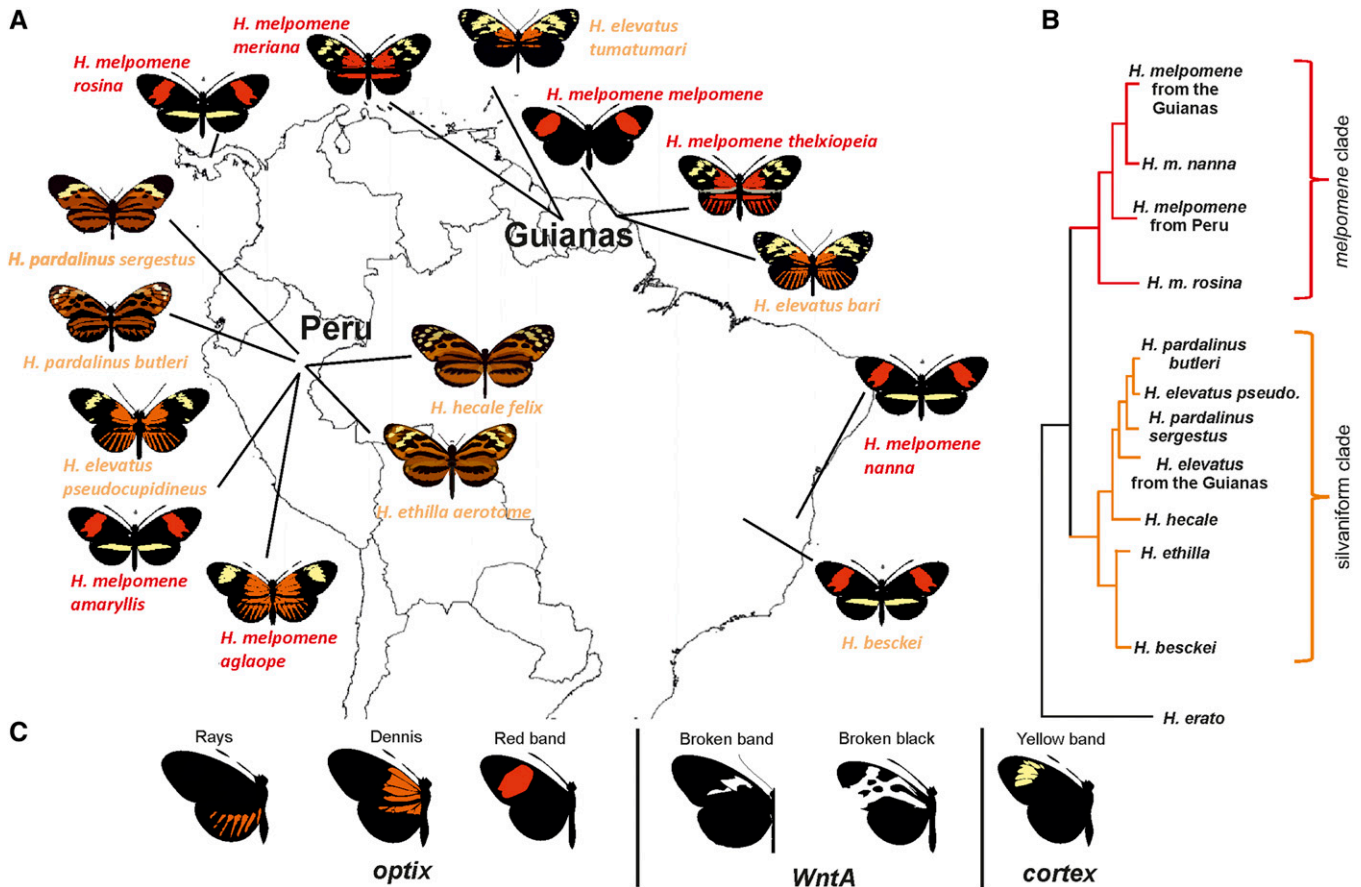 A
H. melpomene
rosina
H. melpomene
meriana
H. elevatus
tumatumari
H. melpomene melpomene
H. melpomene thelxiopeia
Guianas
H. elevatus bari
H. pardalinus sergestus
Peru
H. pardalinus butleri
H. hecale felix
H. elevatus
pseudocupidineus
H. ethilla aerotome
H. melpomene
nanna
H. melpomene
amaryllis
H. melpomene
aglaope
H. besckei
B
H. melpomene
from the
Guianas
H. m. nanna
H. melpomene
from Peru
H. m. rosina
melpomene clade
H. pardalinus
butleri
H. elevatus pseudo.
H. pardalinus
sergestus
H. elevatus
from the Guianas
H. hecale
H. ethilla
H. besckei
silvaniform clade
H. erato
C
Rays
Dennis
Red band
Broken band
Broken black
Yellow band
optix
WntA
cortex